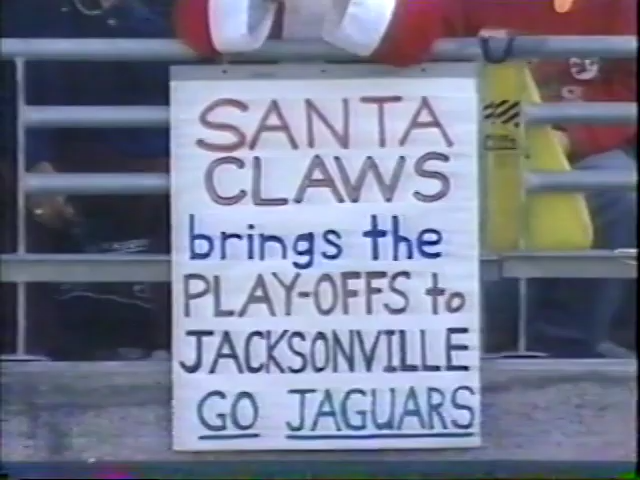 SANTA
CLAWS
brings the
PLAY-OFFS to
JACKSONVILLE
GO JAGUARS